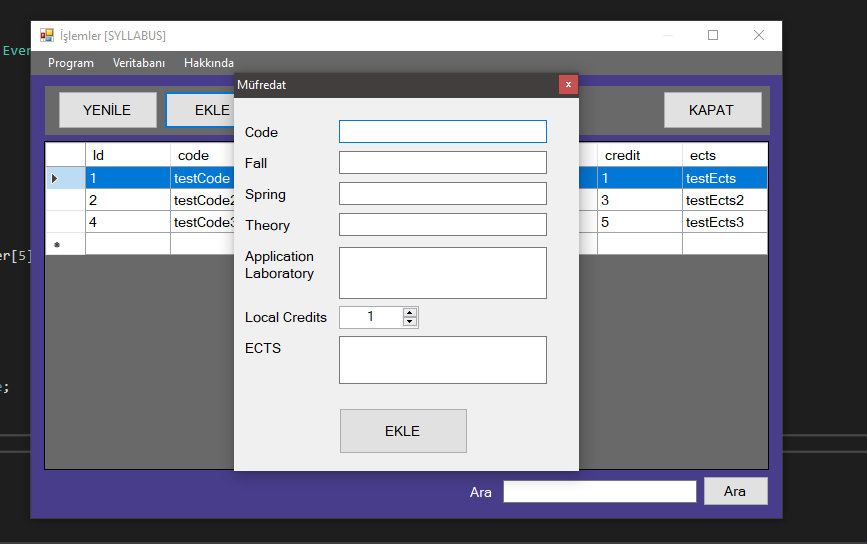 İşlemler [SYLLABUS]
Even
Program Veritabanı Hakkında
Müfredat
x
YENİLE EKLE KAPAT
Code
Id code credit ects
Fall
1 testCode 1 testEcts
Spring
2 testCode2 3 testEcts2
Theory
4 testCode3 5 testEcts3
*
Application
Laboratory
er[5]
Local Credits 1
ECTS
;
EKLE
Ara Ara